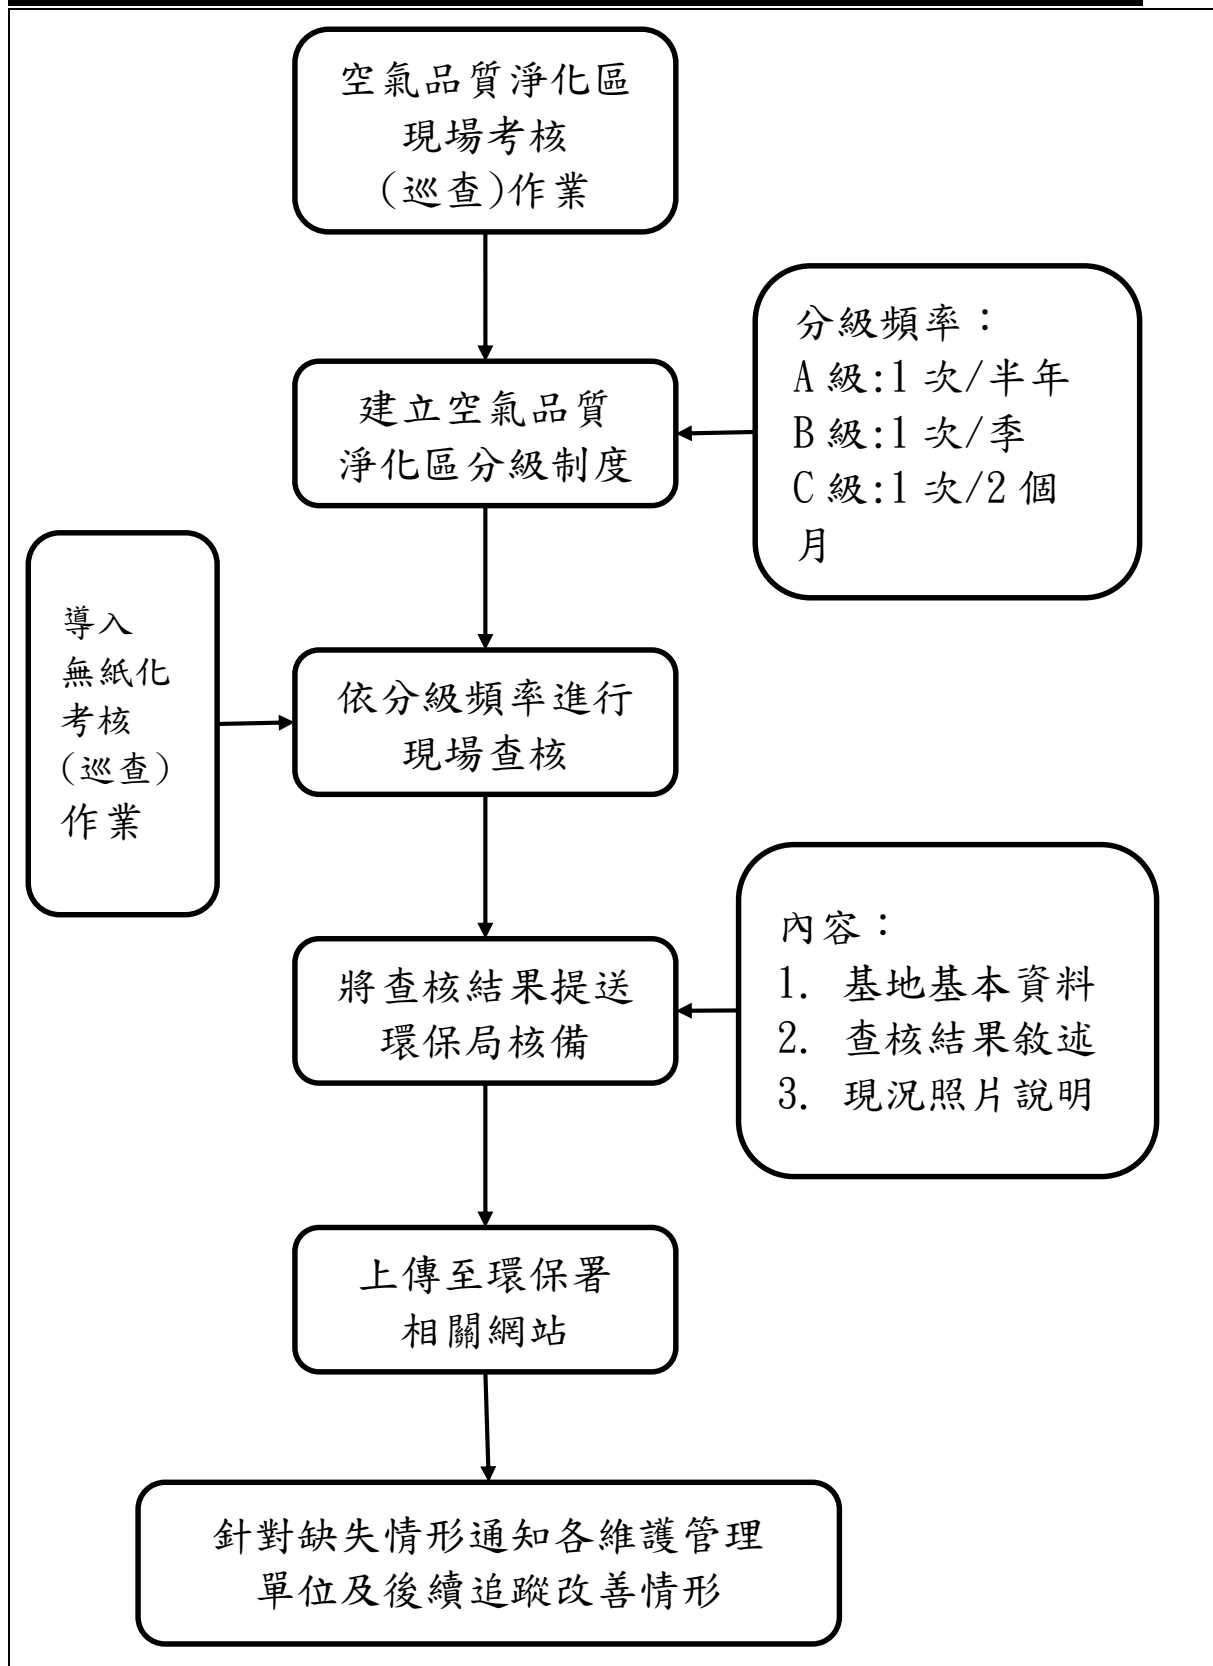 空氣品質淨化區
現場考核
(巡查)作業
分級頻率：
A級:1次/半年
B級:1次/季
C級:1次/2個
月
建立空氣品質
淨化區分級制度
導入
無紙化
考核
(巡查)
作業
依分級頻率進行
現場查核
內容：
1. 基地基本資料
2. 查核結果敘述
3. 現況照片說明
將查核結果提送
環保局核備
上傳至環保署
相關網站
針對缺失情形通知各維護管理
單位及後續追蹤改善情形